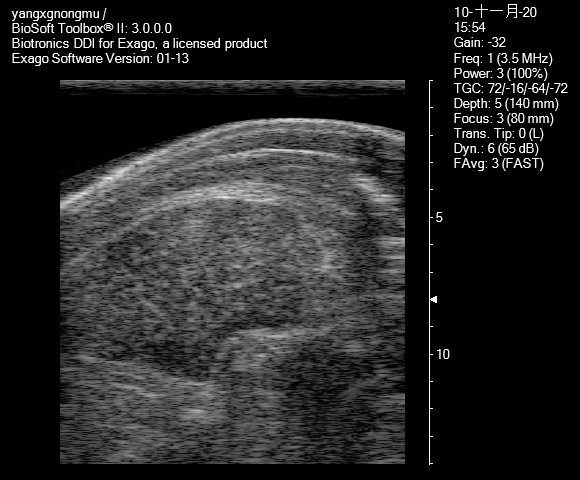 yangxgnongmu /
BioSoft Toolbox® II: 3.0.0.0
Biotronics DDI for Exago, a licensed product
Exago Software Version: 01-13
10-十一月-20
15:54
Gain: -32
Freq: 1 (3.5 MHz)
Power: 3 (100%)
TGC: 72/-16/-64/-72
Depth: 5 (140 mm)
Focus: 3 (80 mm)
Trans. Tip: 0 (L)
Dyn.: 6 (65 dB)
FAvg: 3 (FAST)
5
10